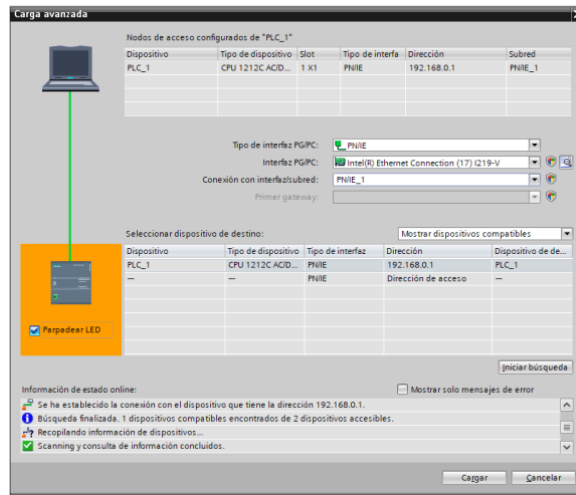 Carga avanzada
Nodos de acceso configurados de "PLC_1"
Dispositivo Tipo de dispositivo Slot Tipo de interfa Dirección Subred
PLC_1 CPU 1212C AC/D... 1 X1 PN/IE 192.168.0.1 PN/IE_1
Tipo de interfaz PG/PC: PN/IE
Interfaz PG/PC: Intel(R) Ethernet Connection (17) I219-V
Conexión con interfaz/subred: PN/IE_1
Primer gateway:
Seleccionar dispositivo de destino: Mostrar dispositivos compatibles
Dispositivo Tipo de dispositivo Tipo de interfaz Dirección Dispositivo de de...
PLC_1 CPU 1212C AC/D... PN/IE 192.168.0.1 PLC_1
— — PN/IE Dirección de acceso —
Parpadear LED
Iniciar búsqueda
Información de estado online: Mostrar solo mensajes de error
Se ha establecido la conexión con el dispositivo que tiene la dirección 192.168.0.1.
Búsqueda finalizada. 1 dispositivos compatibles encontrados de 2 dispositivos accesibles.
Recopilando información de dispositivos...
Scanning y consulta de información concluidos.
Cargar Cancelar